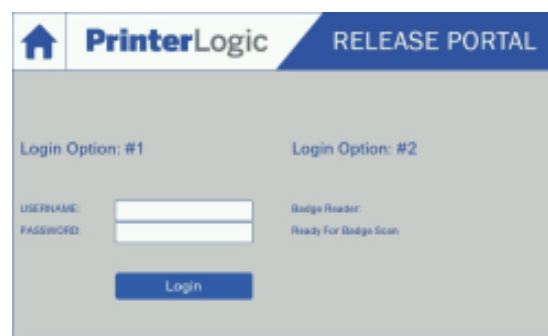 PrinterLogic RELEASE PORTAL
Login Option: #1
Login Option: #2
USERNAME:
PASSWORD:
Badge Reader:
Ready For Badge Scan
Login